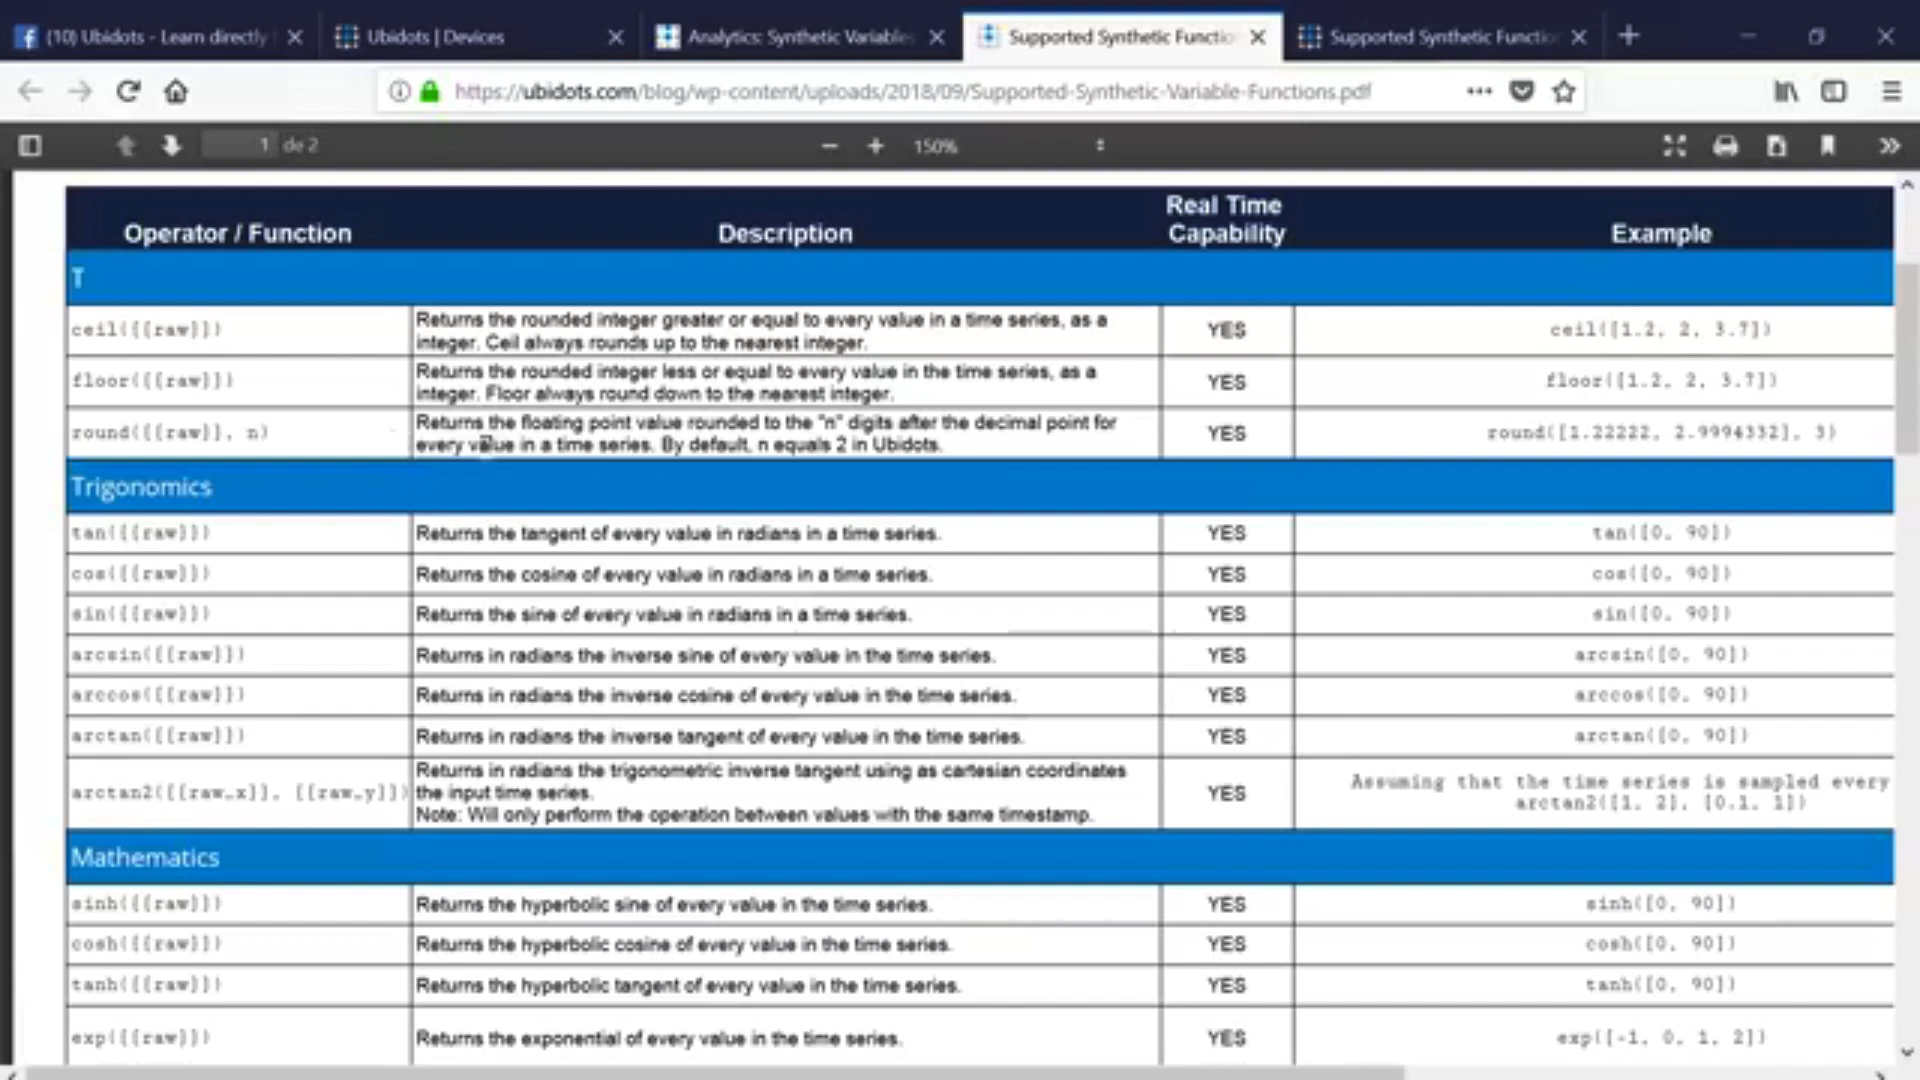 (10) Ubidots - Learn directly
Ubidots | Devices
Analytics: Synthetic Variables
Supported Synthetic Functio
Supported Synthetic Functio
https://ubidots.com/blog/wp-content/uploads/2018/09/Supported-Synthetic-Variable-Functions.pdf
1 de 2
150%
Operator / Function Description Real Time Capability Example
T
ceil([[raw]])
Returns the rounded integer greater or equal to every value in a time series, as a
integer. Ceil always rounds up to the nearest integer.
YES
ceil([1.2, 2, 3.7])
floor([[raw]])
Returns the rounded integer less or equal to every value in the time series, as a
integer. Floor always round down to the nearest integer.
YES
floor([1.2, 2, 3.7])
round([[raw]], n)
Returns the floating point value rounded to the "n" digits after the decimal point for
every value in a time series. By default, n equals 2 in Ubidots.
YES
round([1.22222, 2.9994332], 3)
Trigonomics
tan([[raw]]) Returns the tangent of every value in radians in a time series. YES tan([0, 90])
cos([[raw]]) Returns the cosine of every value in radians in a time series. YES cos([0, 90])
sin([[raw]]) Returns the sine of every value in radians in a time series. YES sin([0, 90])
arcsin([[raw]]) Returns in radians the inverse sine of every value in the time series. YES arcsin([0, 90])
arccos([[raw]]) Returns in radians the inverse cosine of every value in the time series. YES arccos([0, 90])
arctan([[raw]]) Returns in radians the inverse tangent of every value in the time series. YES arctan([0, 90])
arctan2([[raw_x]], [[raw_y]])
Returns in radians the trigonometric inverse tangent using as cartesian coordinates
the input time series.
Note: Will only perform the operation between values with the same timestamp.
YES
Assuming that the time series is sampled every
arctan2([1, 2], [0.1, 1])
Mathematics
sinh([[raw]]) Returns the hyperbolic sine of every value in the time series. YES sinh([0, 90])
cosh([[raw]]) Returns the hyperbolic cosine of every value in the time series. YES cosh([0, 90])
tanh([[raw]]) Returns the hyperbolic tangent of every value in the time series. YES tanh([0, 90])
exp([[raw]]) Returns the exponential of every value in the time series. YES exp([-1, 0, 1, 2])